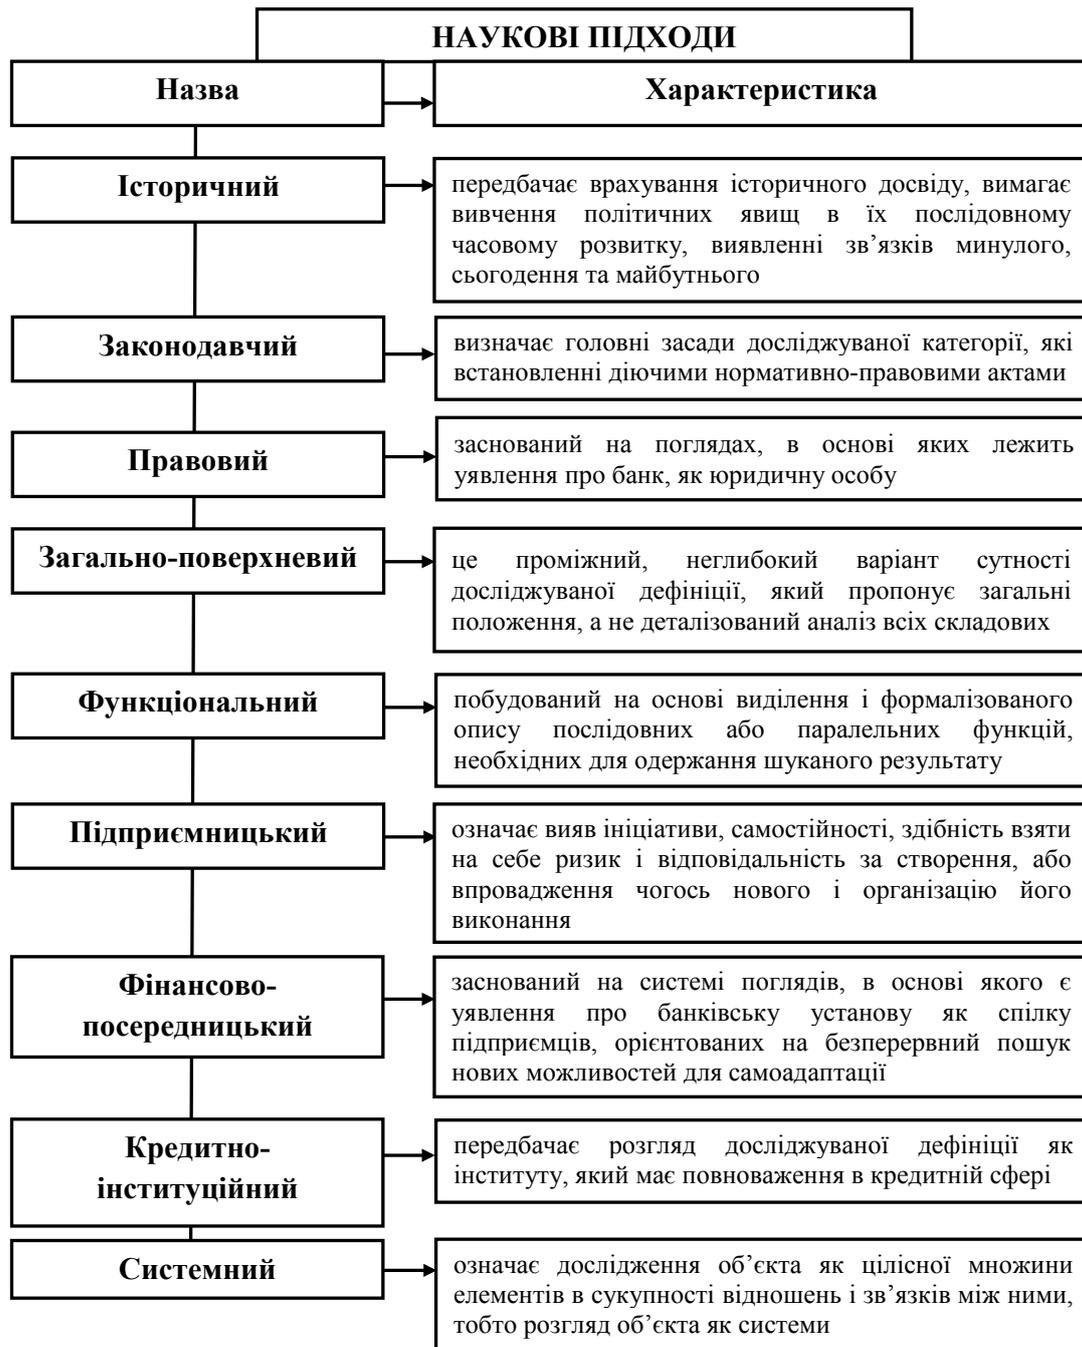 НАУКОВІ ПІДХОДИ
Назва
Характеристика
Історичний
передбачає врахування історичного досвіду, вимагає
вивчення політичних явищ в їх послідовному
часовому розвитку, виявленні зв’язків минулого,
сьогодення та майбутнього
Законодавчий
визначає головні засади досліджуваної категорії, які
встановленні діючими нормативно-правовими актами
Правовий
заснований на поглядах, в основі яких лежить
уявлення про банк, як юридичну особу
Загально-поверхневий
це проміжний, неглибокий варіант сутності
досліджуваної дефініції, який пропонує загальні
положення, а не деталізований аналіз всіх складових
Функціональний
побудований на основі виділення і формалізованого
опису послідовних або паралельних функцій,
необхідних для одержання шуканого результату
Підприємницький
означає вияв ініціативи, самостійності, здібність взяти
на себе ризик і відповідальність за створення, або
впровадження чогось нового і організацію його
виконання
Фінансово-
посередницький
заснований на системі поглядів, в основі якого є
уявлення про банківську установу як спілку
підприємців, орієнтованих на безперервний пошук
нових можливостей для самоадаптації
Кредитно-
інституційний
передбачає розгляд досліджуваної дефініції як
інституту, який має повноваження в кредитній сфері
Системний
означає дослідження об’єкта як цілісної множини
елементів в сукупності відношень і зв’язків між ними,
тобто розгляд об’єкта як системи